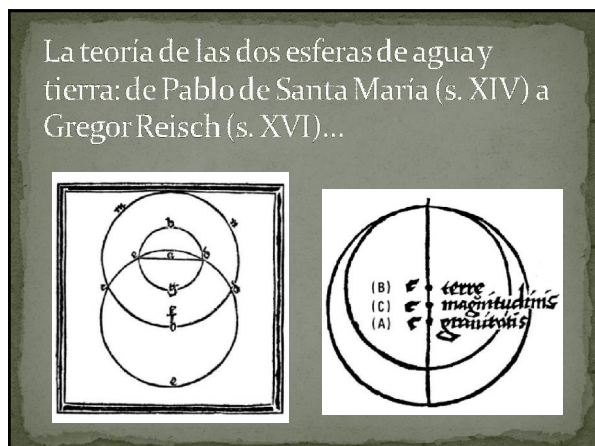 La teoría de las dos esferas de agua y
tierra: de Pablo de Santa María (s. XIV) a
Gregor Reisch (s. XVI)...
m n
b
c a d
g
f
b
e
(B) c terre
(C) c magnitudinis
(A) c gravitatis